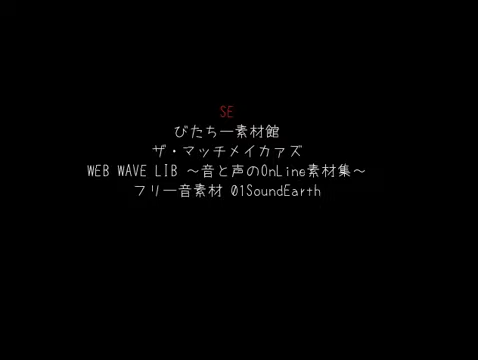 SE
ぴたちー素材館
ザ・マッチメイカァズ
WEB WAVE LIB ～音と声のOnLine素材集～
フリー音素材 01SoundEarth